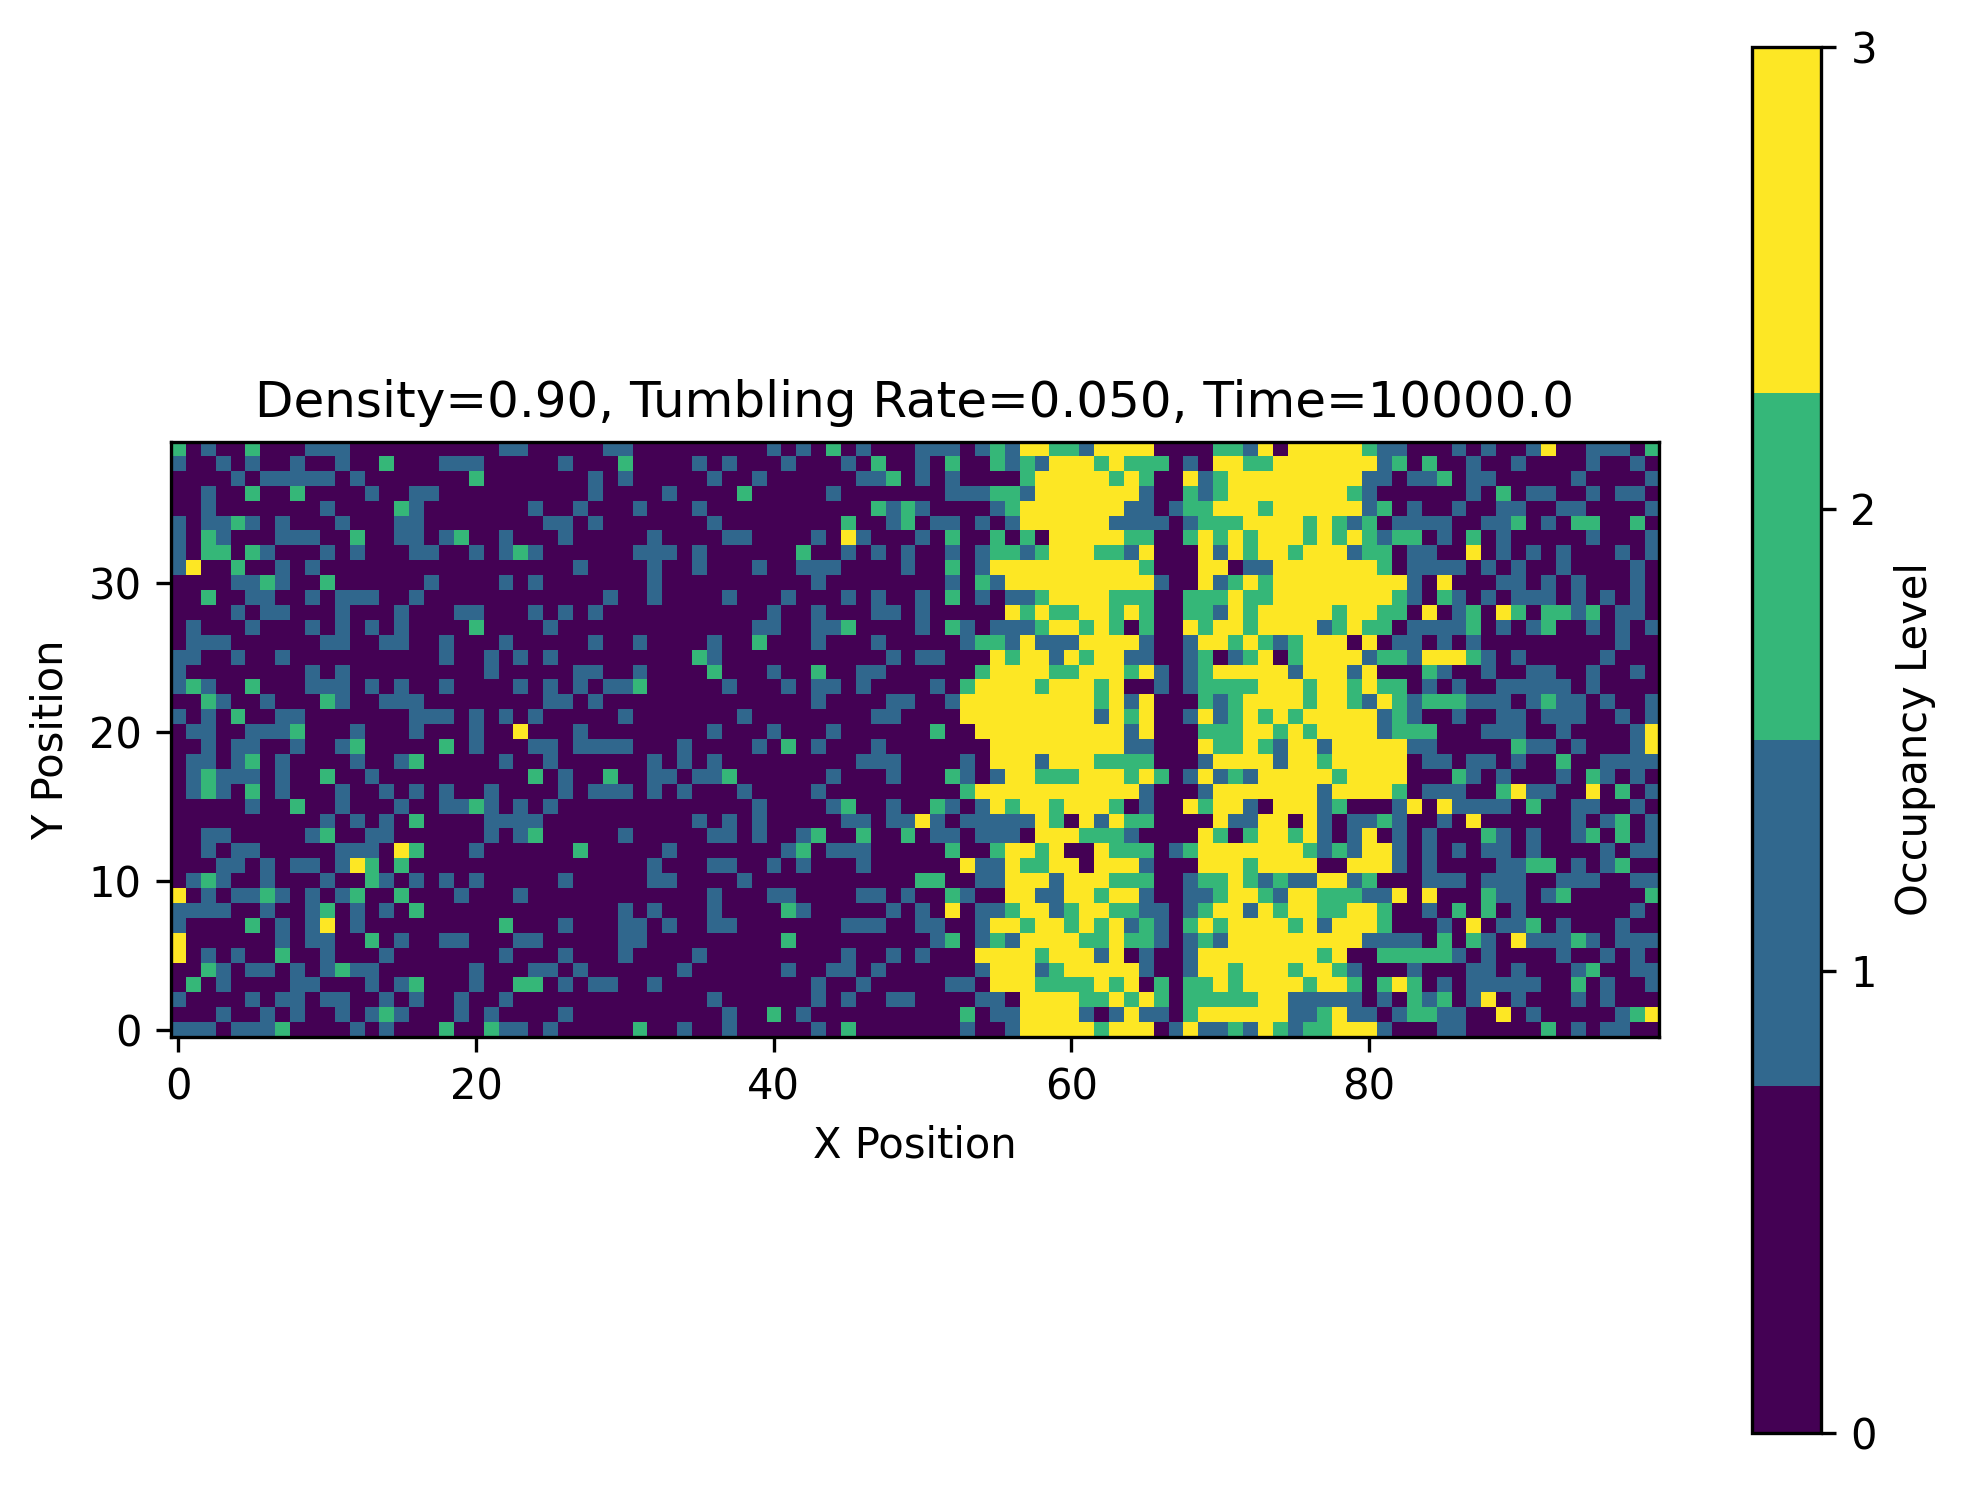 Density=0.90, Tumbling Rate=0.050, Time=10000.0
Y Position
30
20
10
0
0 20 40 60 80
X Position
3
2
1
0
Occupancy Level